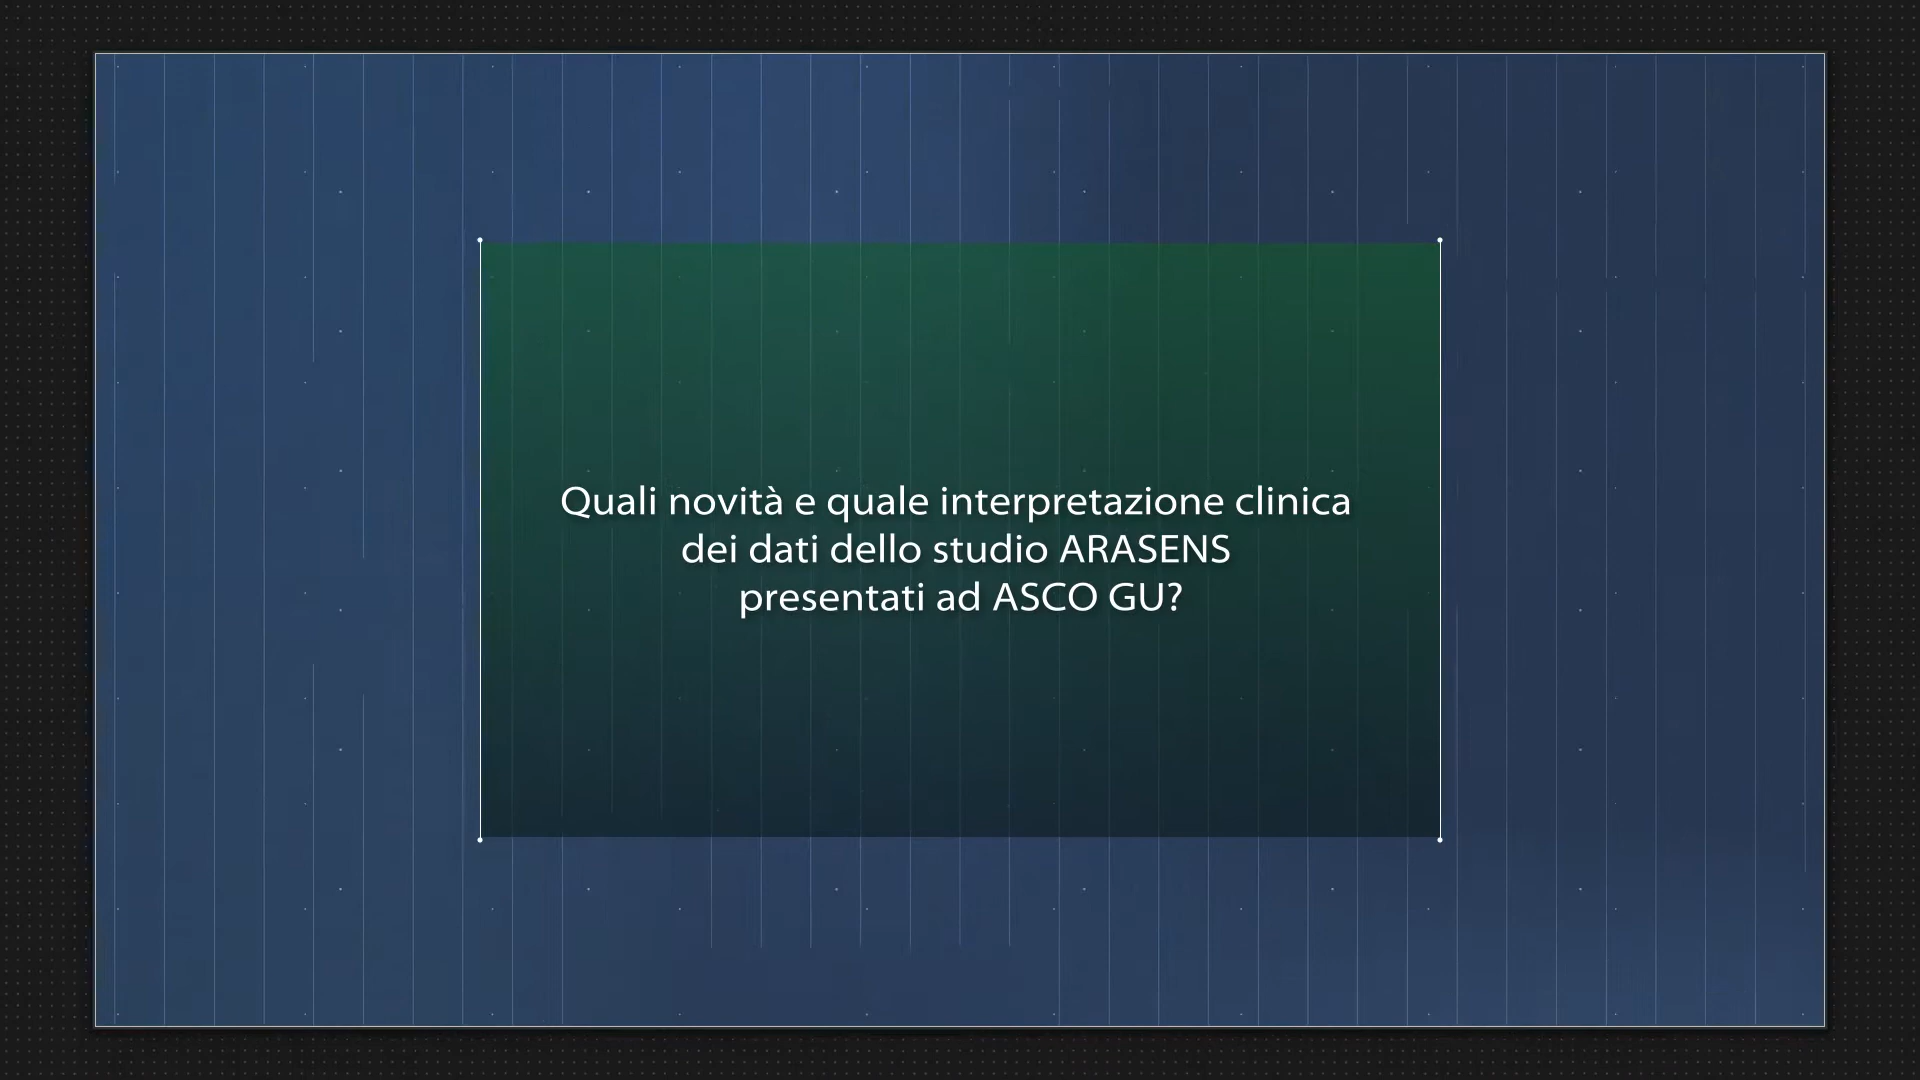 Quali novità e quale interpretazione clinica
dei dati dello studio ARASENS
presentati ad ASCO GU?